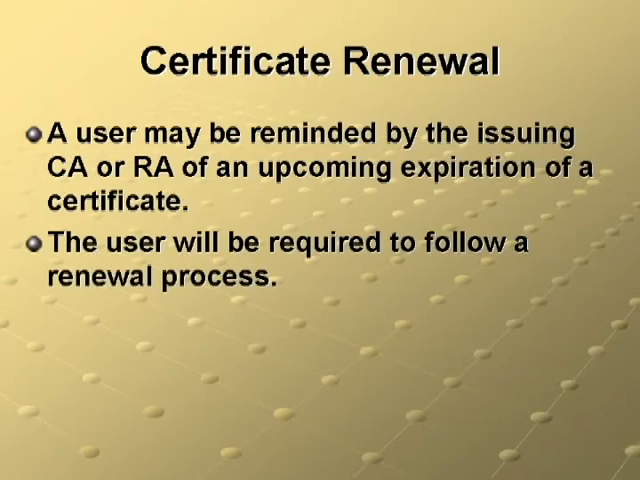 Certificate Renewal
A user may be reminded by the issuing
CA or RA of an upcoming expiration of a
certificate.
The user will be required to follow a
renewal process.